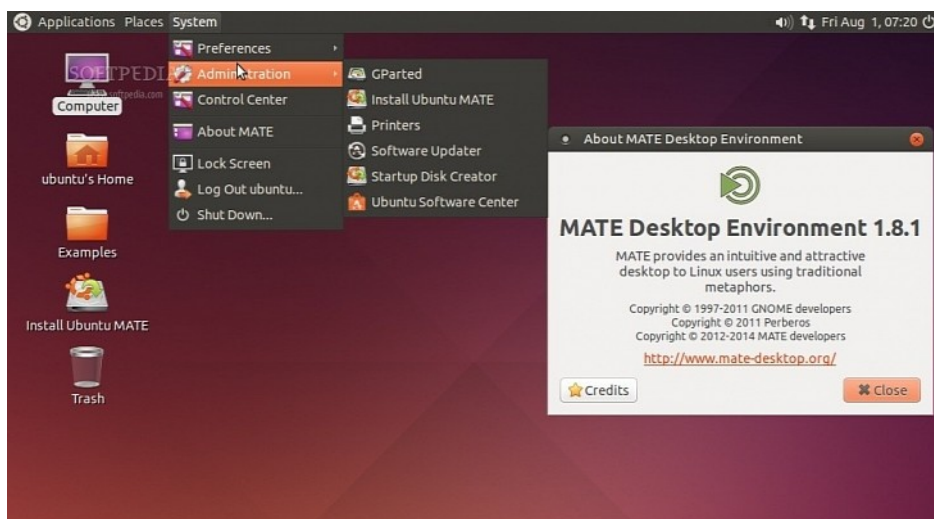 Applications Places System
Fri Aug 1, 07:20
SOFTPEDIA
Computer
ubuntu's Home
Examples
Install Ubuntu MATE
Trash
Preferences
Administration
Control Center
About MATE
Lock Screen
Log Out ubuntu...
Shut Down...
GParted
Install Ubuntu MATE
Printers
Software Updater
Startup Disk Creator
Ubuntu Software Center
About MATE Desktop Environment
MATE Desktop Environment 1.8.1
MATE provides an intuitive and attractive
desktop to Linux users using traditional
metaphors.
Copyright © 1997-2011 GNOME developers
Copyright © 2011 Perberos
Copyright © 2012-2014 MATE developers
http://www.mate-desktop.org/
Credits
Close